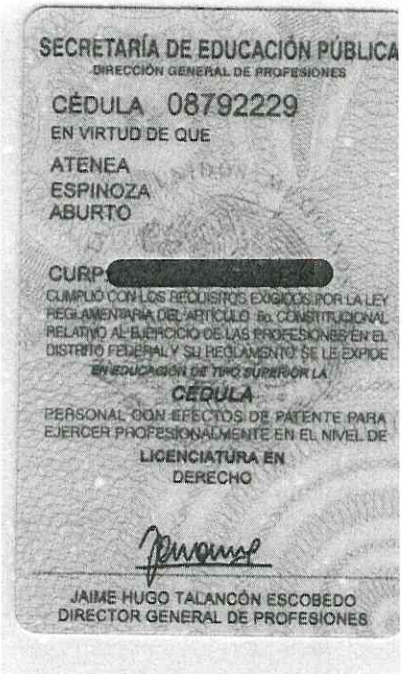 SECRETARÍA DE EDUCACIÓN PÚBLICA
DIRECCIÓN GENERAL DE PROFESIONES
CÉDULA 08792229
EN VIRTUD DE QUE
ATENEA
ESPINOZA
ABURTO
CURP
CUMPLIO CON LOS REQUISITOS EXIGIDOS POR LA LEY
REGLAMENTARIA DEL ARTÍCULO 5o. CONSTITUCIONAL
RELATIVO AL EJERCICIO DE LAS PROFESIONES EN EL
DISTRITO FEDERAL Y SU REGLAMENTO SE LE EXPIDE
EN EDUCACIÓN DE TIPO SUPERIOR LA
CÉDULA
PERSONAL CON EFECTOS DE PATENTE PARA
EJERCER PROFESIONALMENTE EN EL NIVEL DE
LICENCIATURA EN
DERECHO
JAIME HUGO TALANCÓN ESCOBEDO
DIRECTOR GENERAL DE PROFESIONES